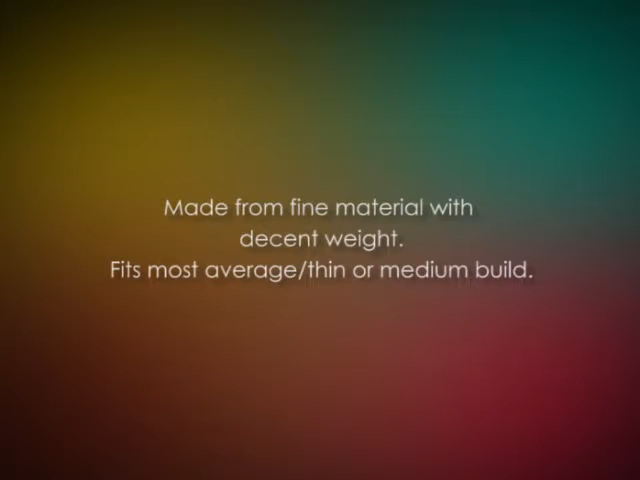 Made from fine material with
decent weight.
Fits most average/thin or medium build.